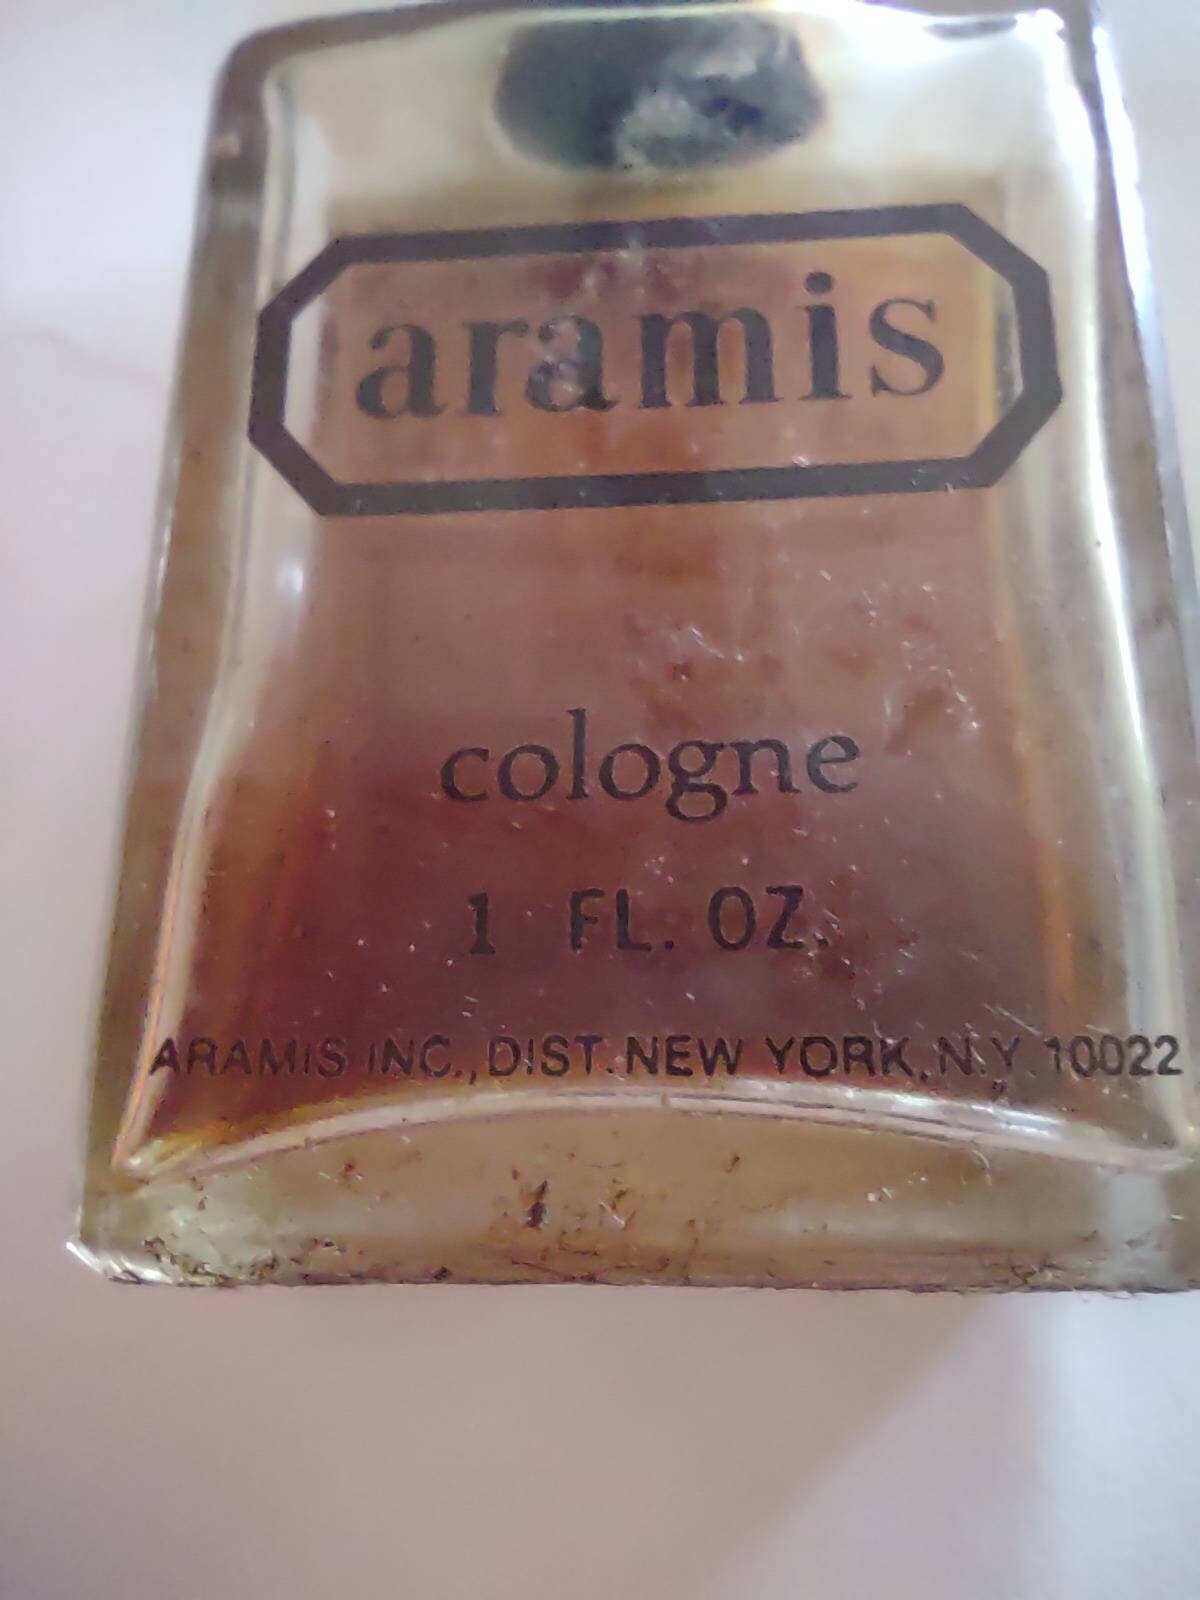 aramis
cologne
1 FL. OZ.
ARAMIS INC., DIST. NEW YORK, N.Y. 10022